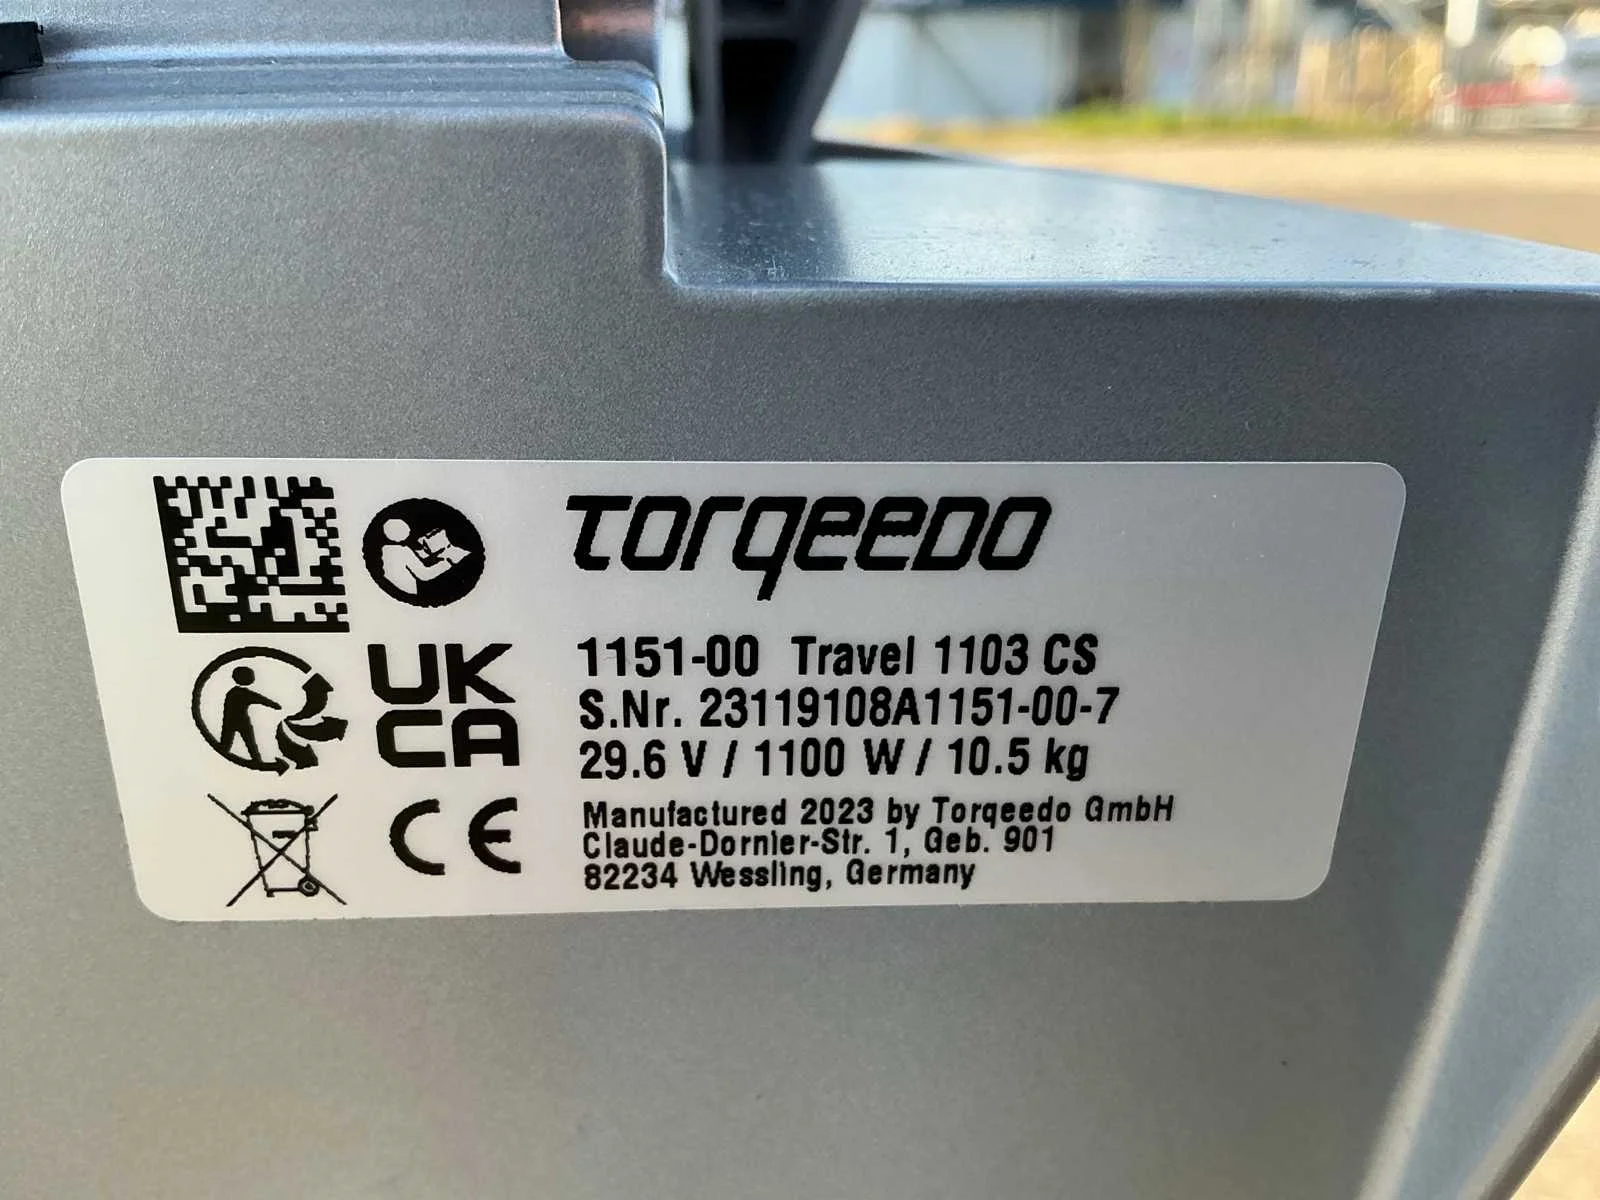 Torqeedo
1151-00 Travel 1103 CS
S.Nr. 23119108A1151-00-7
29.6 V / 1100 W / 10.5 kg
Manufactured 2023 by Torqeedo GmbH
Claude-Dornier-Str. 1, Geb. 901
82234 Wessling, Germany
UK
CA
CE